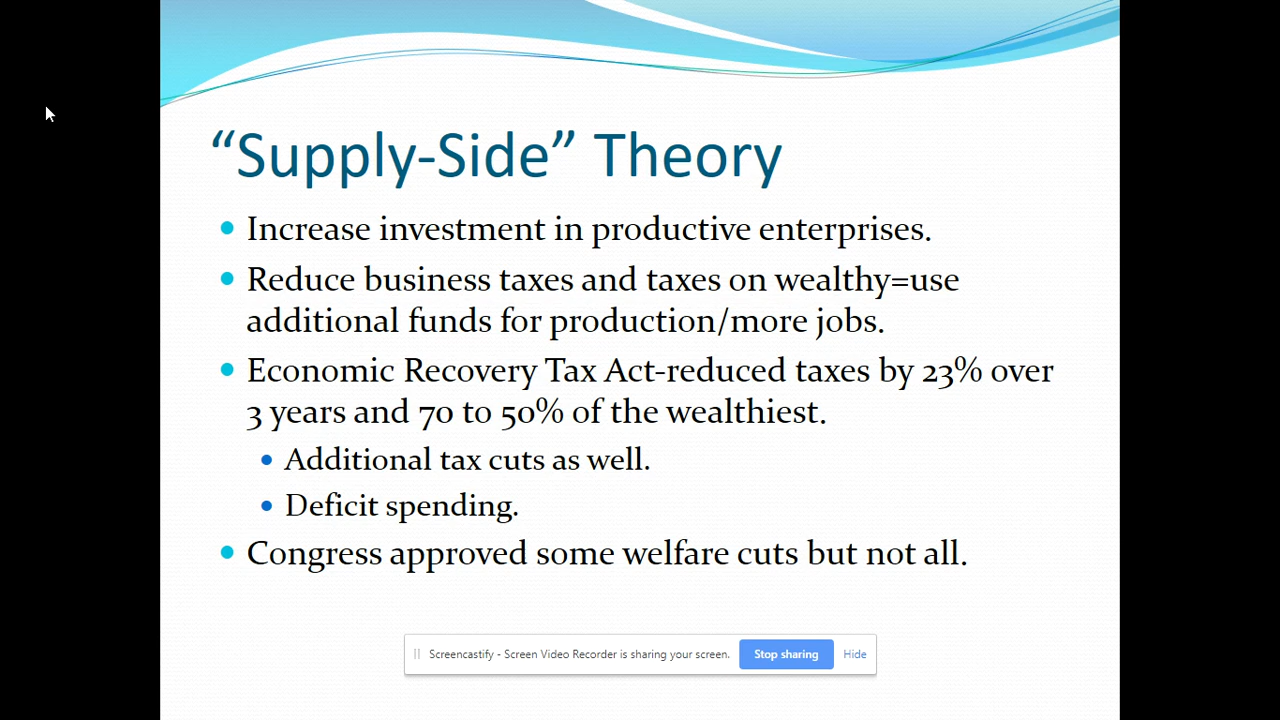 “Supply-Side” Theory
Increase investment in productive enterprises.
Reduce business taxes and taxes on wealthy=use
additional funds for production/more jobs.
Economic Recovery Tax Act-reduced taxes by 23% over
3 years and 70 to 50% of the wealthiest.
Additional tax cuts as well.
Deficit spending.
Congress approved some welfare cuts but not all.
Screencastify - Screen Video Recorder is sharing your screen. Stop sharing Hide